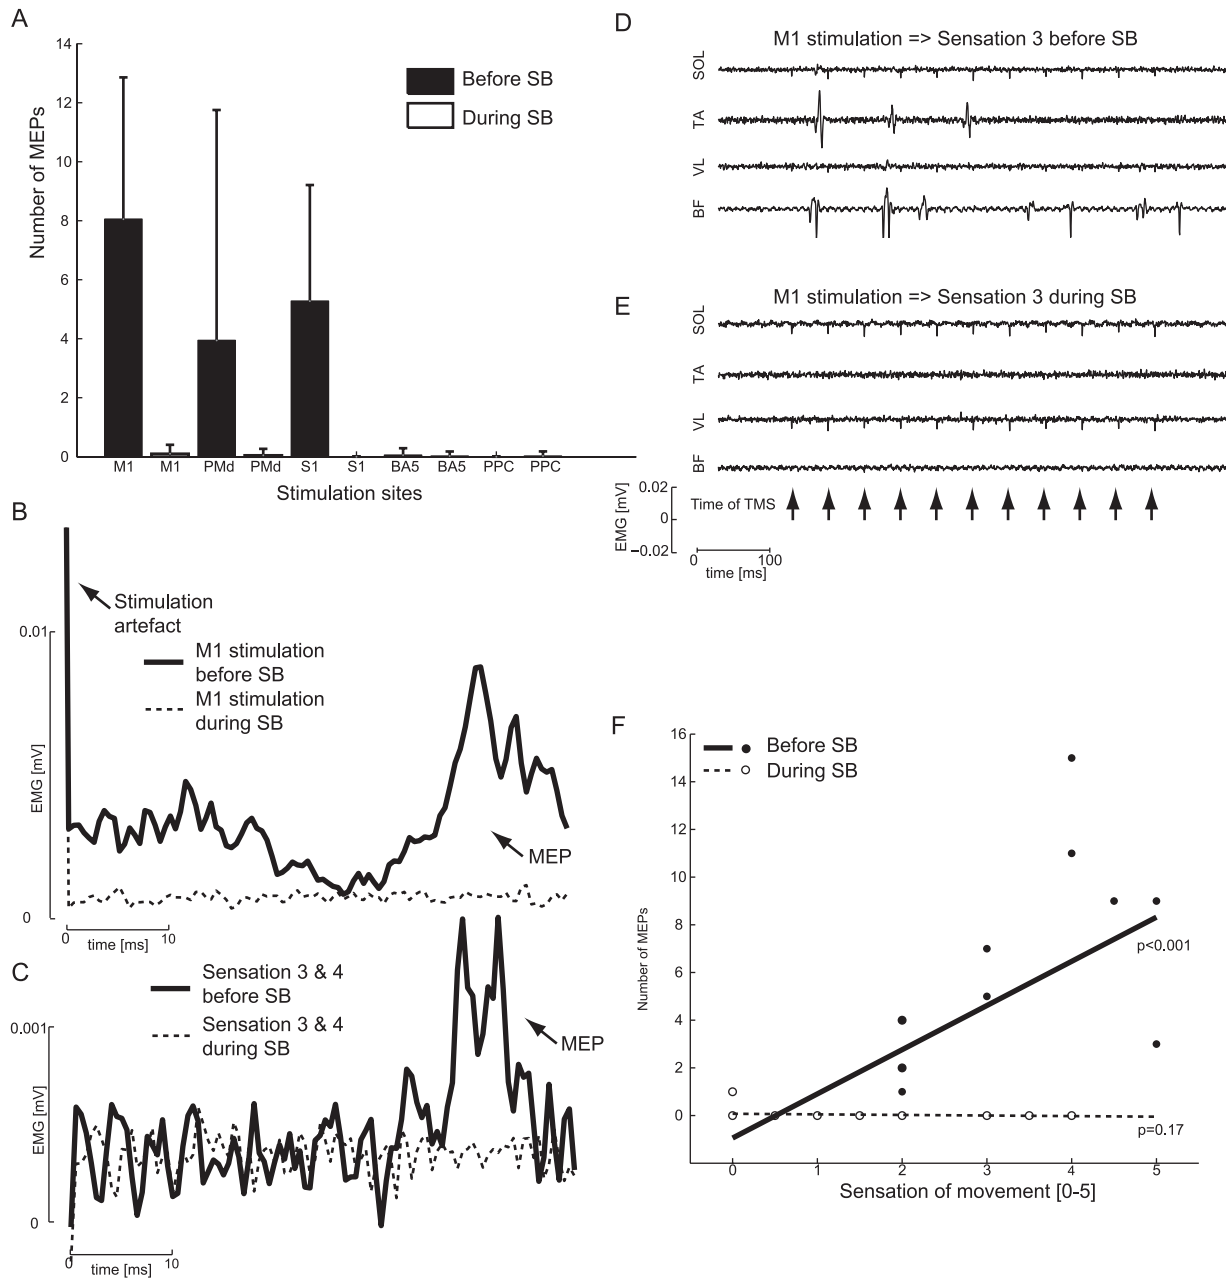 A
14
12
10
8
6
4
2
0
Number of MEPs
Before SB
During SB
M1 M1 PMd PMd S1 S1 BA5 BA5 PPC PPC
Stimulation sites
B
Stimulation
artefact
0.01
M1 stimulation
before SB
M1 stimulation
during SB
EMG [mV]
MEP
0
0 10
time [ms]
C
Sensation 3 & 4
before SB
0.001
Sensation 3 & 4
during SB
MEP
EMG [mV]
0
0 10
time [ms]
D
M1 stimulation => Sensation 3 before SB
SOL
TA
VL
BF
E
M1 stimulation => Sensation 3 during SB
SOL
TA
VL
BF
0.02
0
−0.02
EMG [mV]
Time of TMS
0 100
time [ms]
F
16
14
12
10
8
6
4
2
0
Number of MEPs
Before SB
During SB
p<0.001
p=0.17
0 1 2 3 4 5
Sensation of movement [0-5]